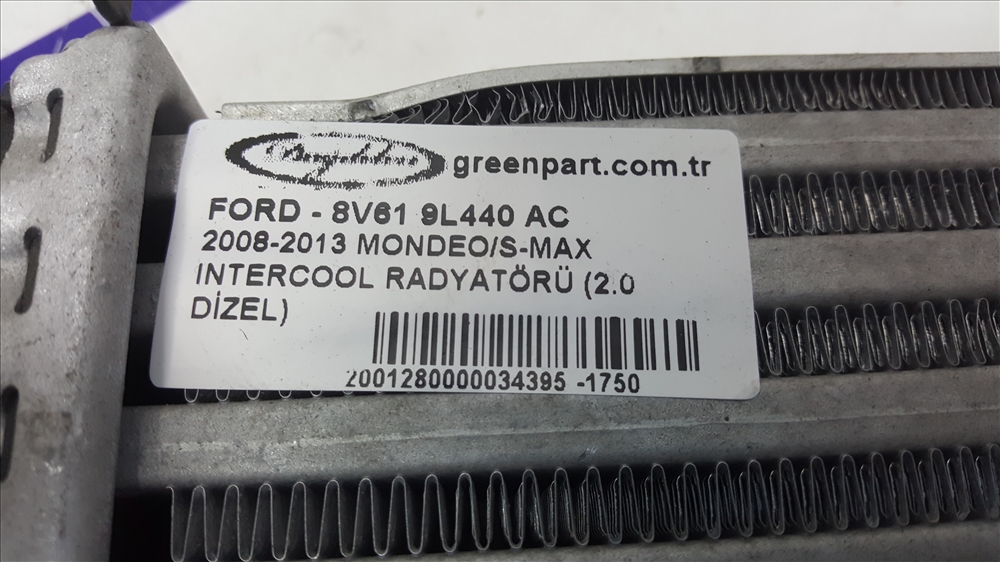 greenpart.com.tr
FORD - 8V61 9L440 AC
2008-2013 MONDEO/S-MAX
INTERCOOL RADYATÖRÜ (2.0
DİZEL)
2001280000034395 -1750